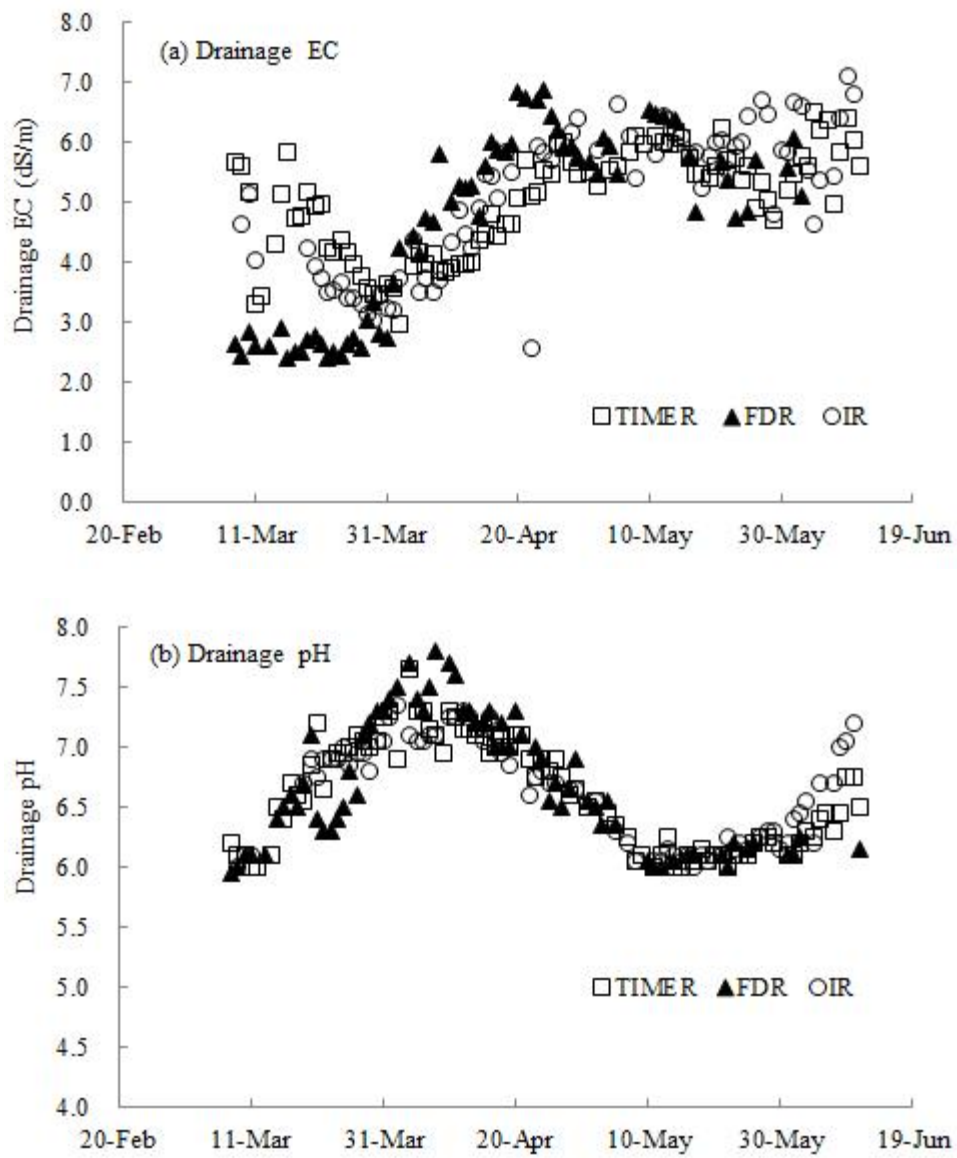 8.0
(a) Drainage EC
7.0
6.0
5.0
4.0
3.0
2.0
1.0
0.0
Drainage EC (dS/m)
TIMER FDR IR
20-Feb 11-Mar 31-Mar 20-Apr 10-May 30-May 19-Jun
8.0
(b) Drainage pH
7.5
7.0
6.5
6.0
5.5
5.0
4.5
4.0
Drainage pH
TIMER FDR IR
20-Feb 11-Mar 31-Mar 20-Apr 10-May 30-May 19-Jun